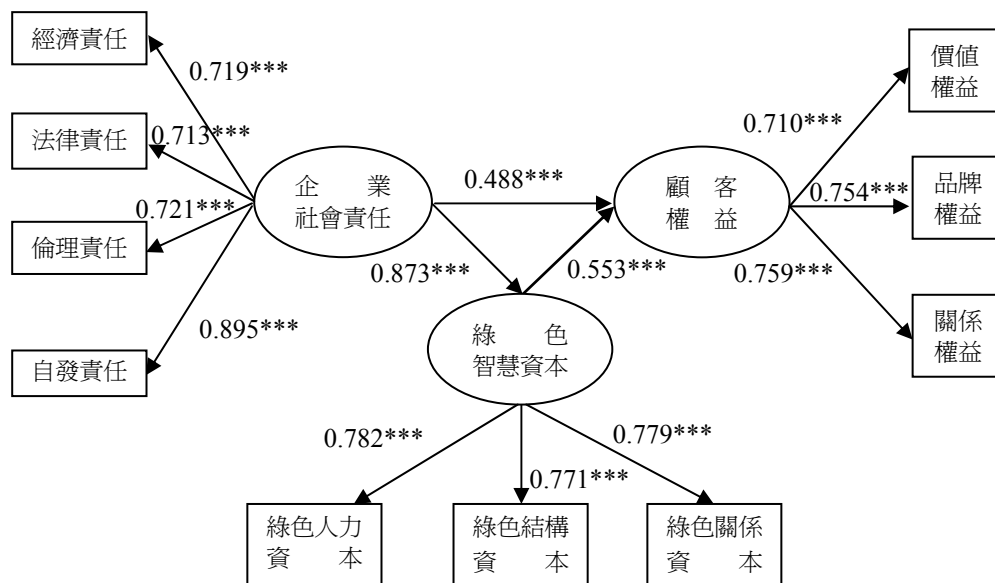 經濟責任
0.719***
法律責任
0.713***
倫理責任
0.721***
自發責任
0.895***
企 業
社會責任
0.488***
0.873***
0.553***
顧 客
權 益
0.710***
價值
權益
0.754***
品牌
權益
0.759***
關係
權益
綠 色
智慧資本
0.782***
0.771***
0.779***
綠色人力
資 本
綠色結構
資 本
綠色關係
資 本